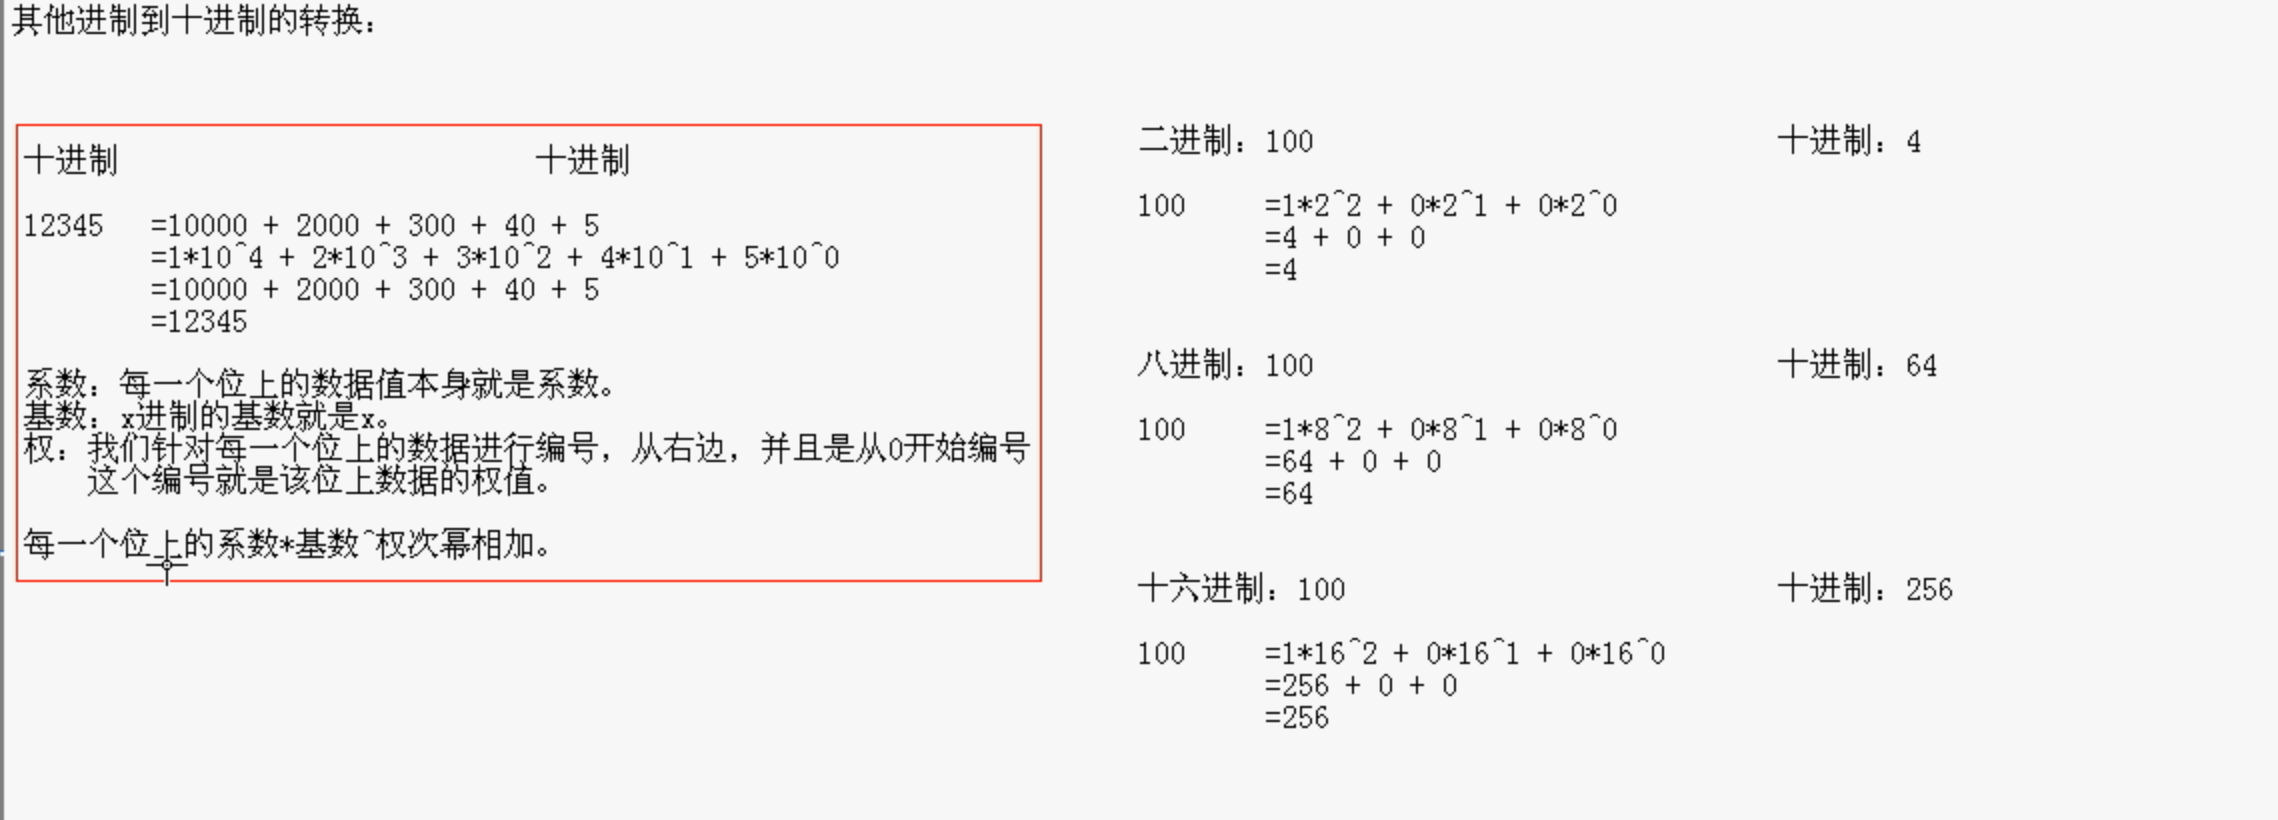 其他进制到十进制的转换：
十进制 十进制
12345 =10000 + 2000 + 300 + 40 + 5
=1*10^4 + 2*10^3 + 3*10^2 + 4*10^1 + 5*10^0
=10000 + 2000 + 300 + 40 + 5
=12345
系数：每一个位上的数据值本身就是系数。
基数：x进制的基数就是x。
权：我们针对每一个位上的数据进行编号，从右边，并且是从0开始编号
这个编号就是该位上数据的权值。
每一个位上的系数*基数^权次幂相加。
二进制：100 十进制：4
100 =1*2^2 + 0*2^1 + 0*2^0
=4 + 0 + 0
=4
八进制：100 十进制：64
100 =1*8^2 + 0*8^1 + 0*8^0
=64 + 0 + 0
=64
十六进制：100 十进制：256
100 =1*16^2 + 0*16^1 + 0*16^0
=256 + 0 + 0
=256